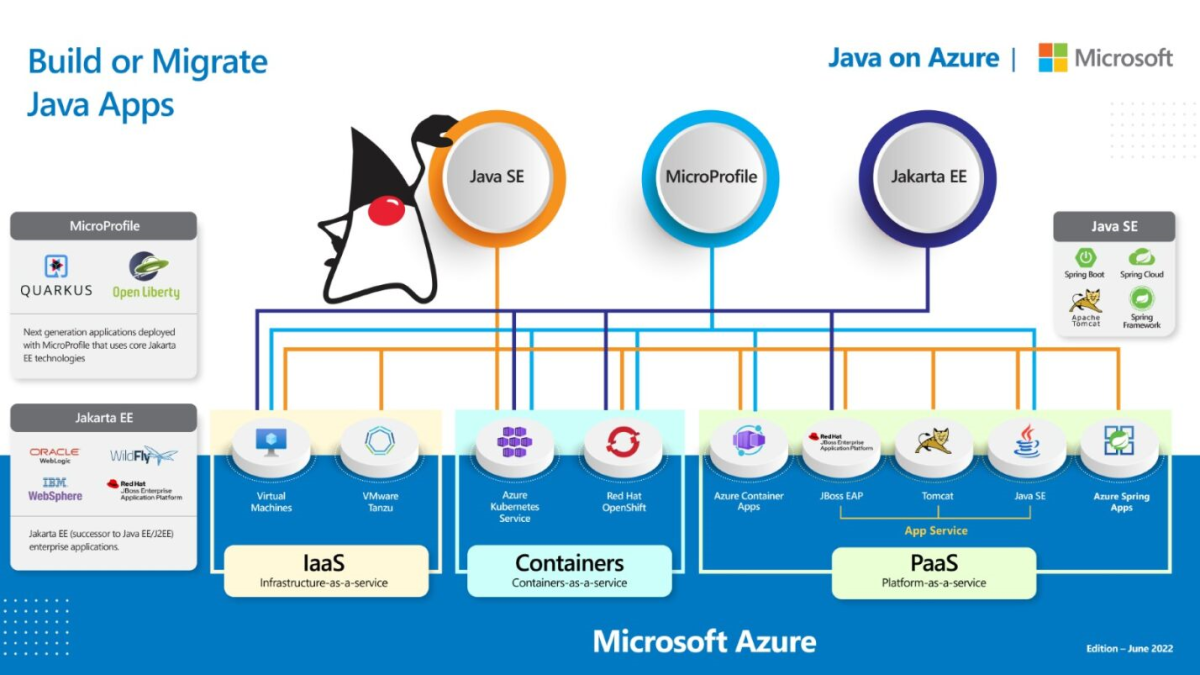 Build or Migrate
Java Apps
Java on Azure |
Microsoft
Java SE
MicroProfile
Jakarta EE
MicroProfile
QUARKUS
Open Liberty
Next generation applications deployed
with MicroProfile that uses core Jakarta
EE technologies
Java SE
Spring Boot
Spring Cloud
Apache
Tomcat
Spring
Framework
Jakarta EE
ORACLE
WebLogic
WildFly
IBM
WebSphere
Red Hat
JBoss Enterprise
Application Platform
Jakarta EE (successor to Java EE/J2EE)
enterprise applications.
Virtual
Machines
VMware
Tanzu
IaaS
Infrastructure-as-a-service
Azure
Kubernetes
Service
Red Hat
OpenShift
Containers
Containers-as-a-service
Azure Container
Apps
Red Hat
JBoss Enterprise
Application Platform
JBoss EAP
Tomcat
Java
Java SE
Azure Spring
Apps
App Service
PaaS
Platform-as-a-service
Microsoft Azure
Edition – June 2022